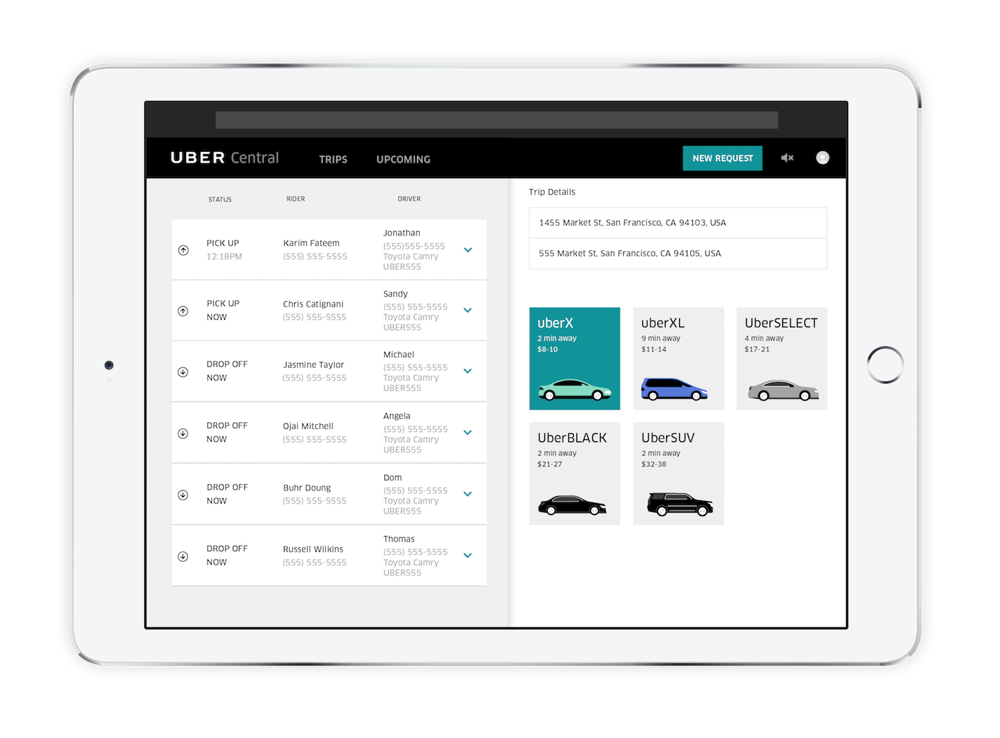 UBER Central
TRIPS
UPCOMING
NEW REQUEST
STATUS
RIDER
DRIVER
PICK UP
12:18PM
Karim Fateem
(555) 555-5555
Jonathan
(555)555-5555
Toyota Camry
UBER555
PICK UP
NOW
Chris Catignani
(555) 555-5555
Sandy
(555) 555-5555
Toyota Camry
UBER555
DROP OFF
NOW
Jasmine Taylor
(555) 555-5555
Michael
(555) 555-5555
Toyota Camry
UBER555
DROP OFF
NOW
Ojai Mitchell
(555) 555-5555
Angela
(555) 555-5555
Toyota Camry
UBER555
DROP OFF
NOW
Buhr Doung
(555) 555-5555
Dom
(555) 555-5555
Toyota Camry
UBER555
DROP OFF
NOW
Russell Wilkins
(555) 555-5555
Thomas
(555) 555-5555
Toyota Camry
UBER555
Trip Details
1455 Market St, San Francisco, CA 94103, USA
555 Market St, San Francisco, CA 94105, USA
uberX
2 min away
$8-10
uberXL
9 min away
$11-14
UberSELECT
4 min away
$17-21
UberBLACK
2 min away
$21-27
UberSUV
2 min away
$32-38